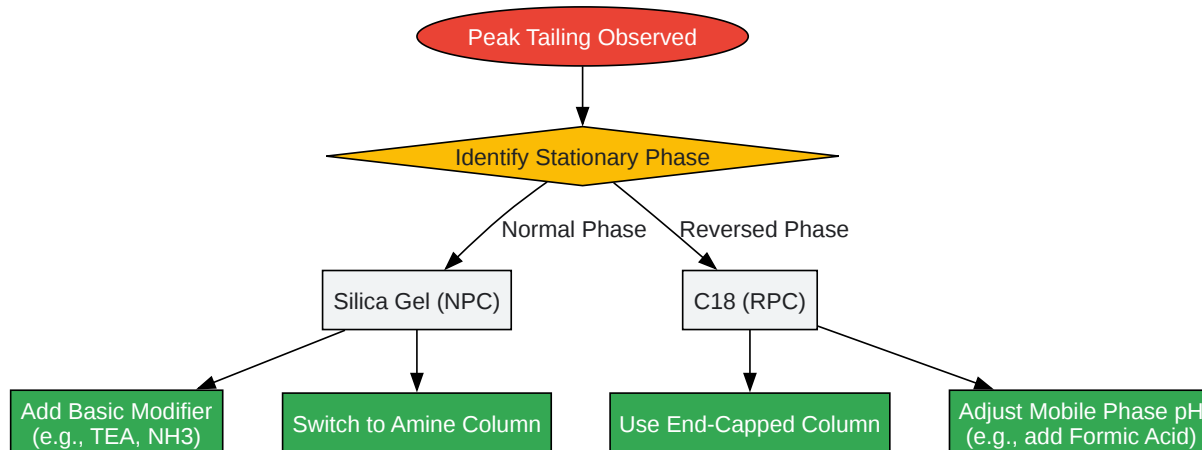 Peak Tailing Observed
Identify Stationary Phase
Normal Phase
Reversed Phase
Silica Gel (NPC)
C18 (RPC)
Add Basic Modifier
(e.g., TEA, NH3)
Switch to Amine Column
Use End-Capped Column
Adjust Mobile Phase pH
(e.g., add Formic Acid)